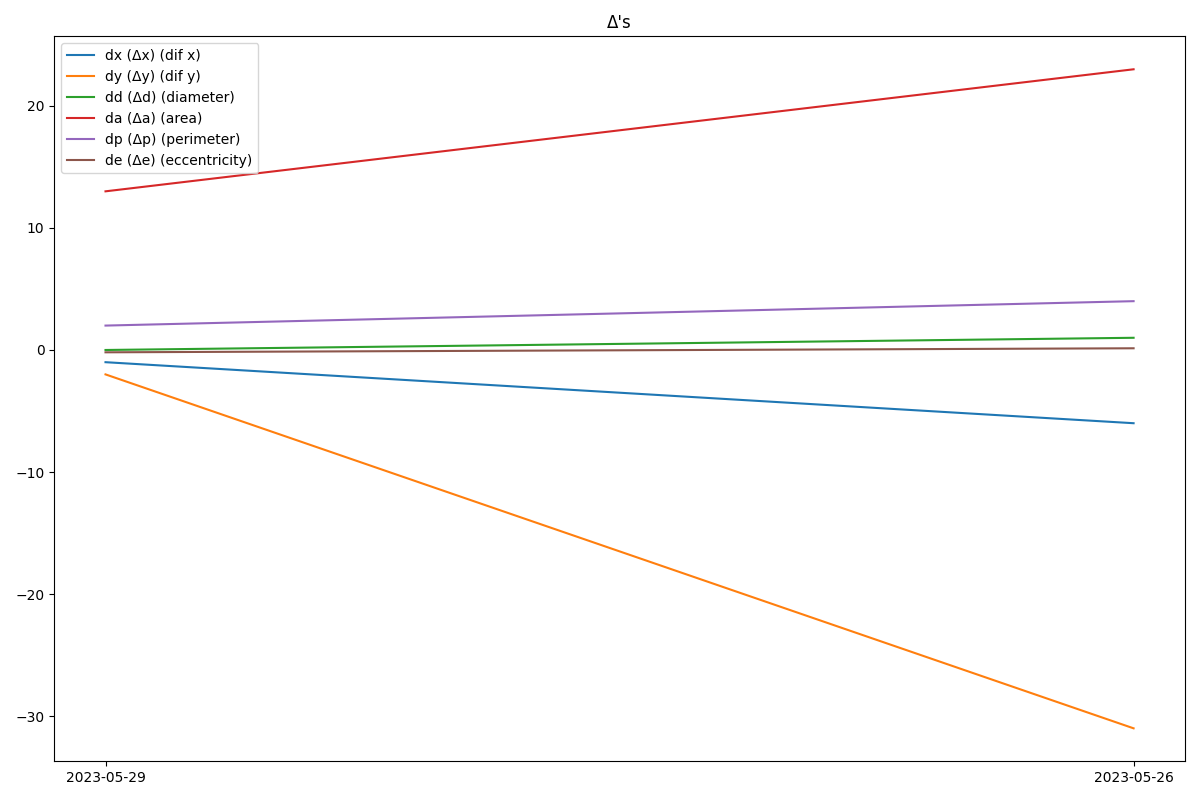 Δ's
dx (Δx) (dif x)
dy (Δy) (dif y)
dd (Δd) (diameter)
da (Δa) (area)
dp (Δp) (perimeter)
de (Δe) (eccentricity)
20
10
0
−10
−20
−30
2023-05-29
2023-05-26